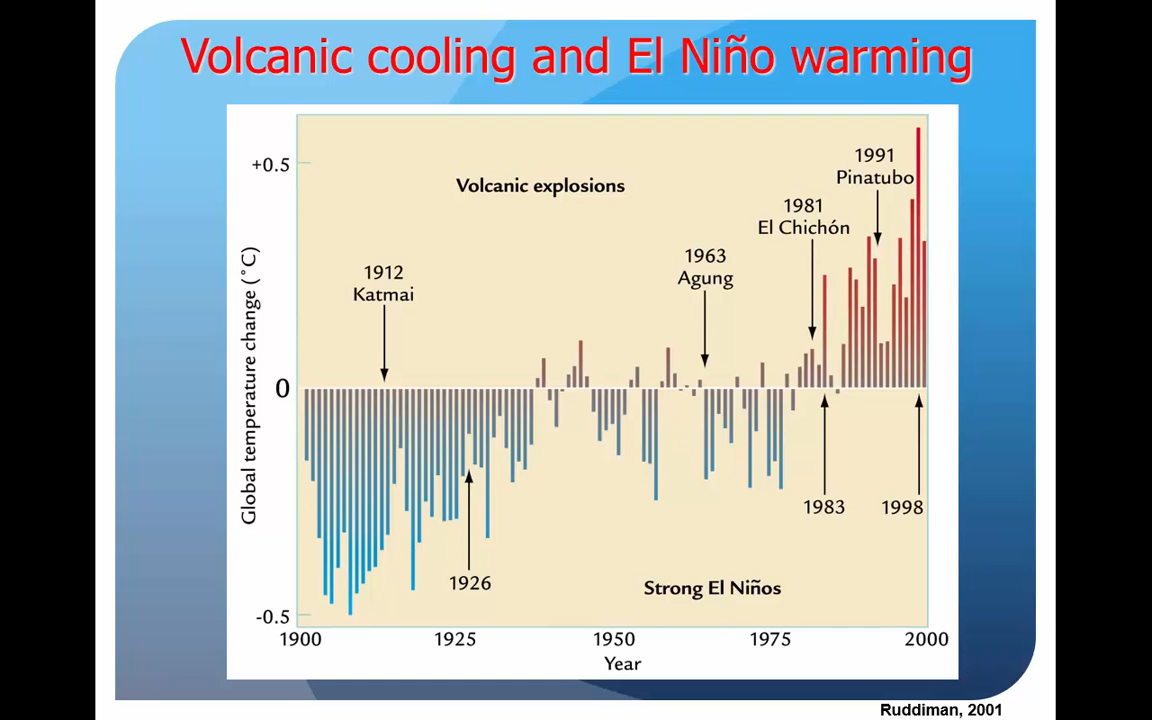 Volcanic cooling and El Niño warming
+0.5
0
-0.5
Global temperature change (˚C)
Volcanic explosions
1912
Katmai
1963
Agung
1981
El Chichón
1991
Pinatubo
1926
1983
1998
Strong El Niños
1900
1925
1950
1975
2000
Year
Ruddiman, 2001